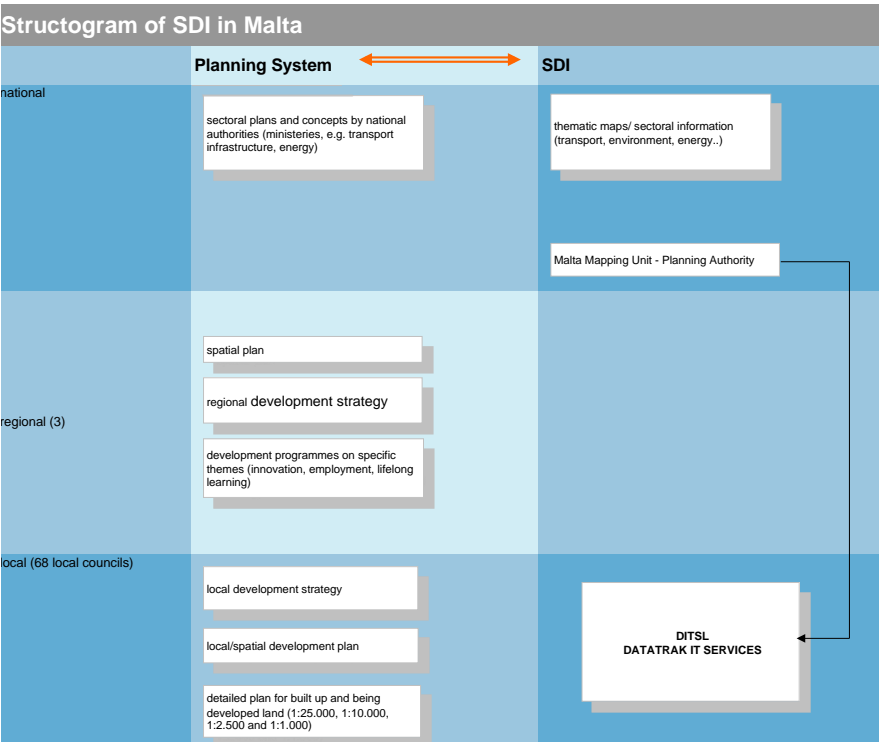 Structogram of SDI in Malta
Planning System
SDI
national
sectoral plans and concepts by national
authorities (ministeries, e.g. transport
infrastructure, energy)
thematic maps/ sectoral information
(transport, environment, energy..)
Malta Mapping Unit - Planning Authority
regional (3)
spatial plan
regional development strategy
development programmes on specific
themes (innovation, employment, lifelong
learning)
local (68 local councils)
local development strategy
local/spatial development plan
detailed plan for built up and being
developed land (1:25.000, 1:10.000,
1:2.500 and 1:1.000)
DITSL
DATATRAK IT SERVICES